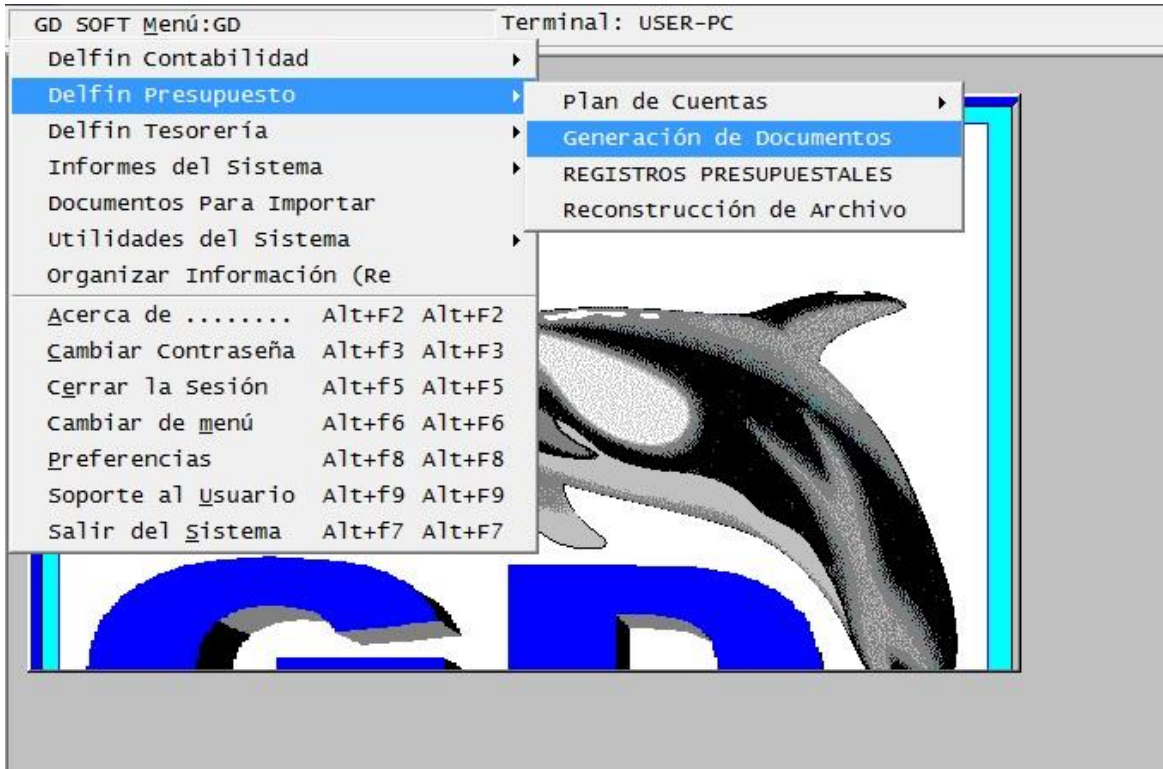 GD SOFT Menú:GD Terminal: USER-PC
Delfin Contabilidad
Delfin Presupuesto
Delfin Tesorería
Informes del Sistema
Documentos Para Importar
Utilidades del Sistema
Organizar Información (Re
Acerca de ........ Alt+F2 Alt+F2
Cambiar Contraseña Alt+f3 Alt+F3
Cerrar la Sesión Alt+f5 Alt+F5
Cambiar de menú Alt+f6 Alt+F6
Preferencias Alt+f8 Alt+F8
Soporte al Usuario Alt+f9 Alt+F9
Salir del Sistema Alt+f7 Alt+F7
Plan de Cuentas
Generación de Documentos
REGISTROS PRESUPUESTALES
Reconstrucción de Archivo